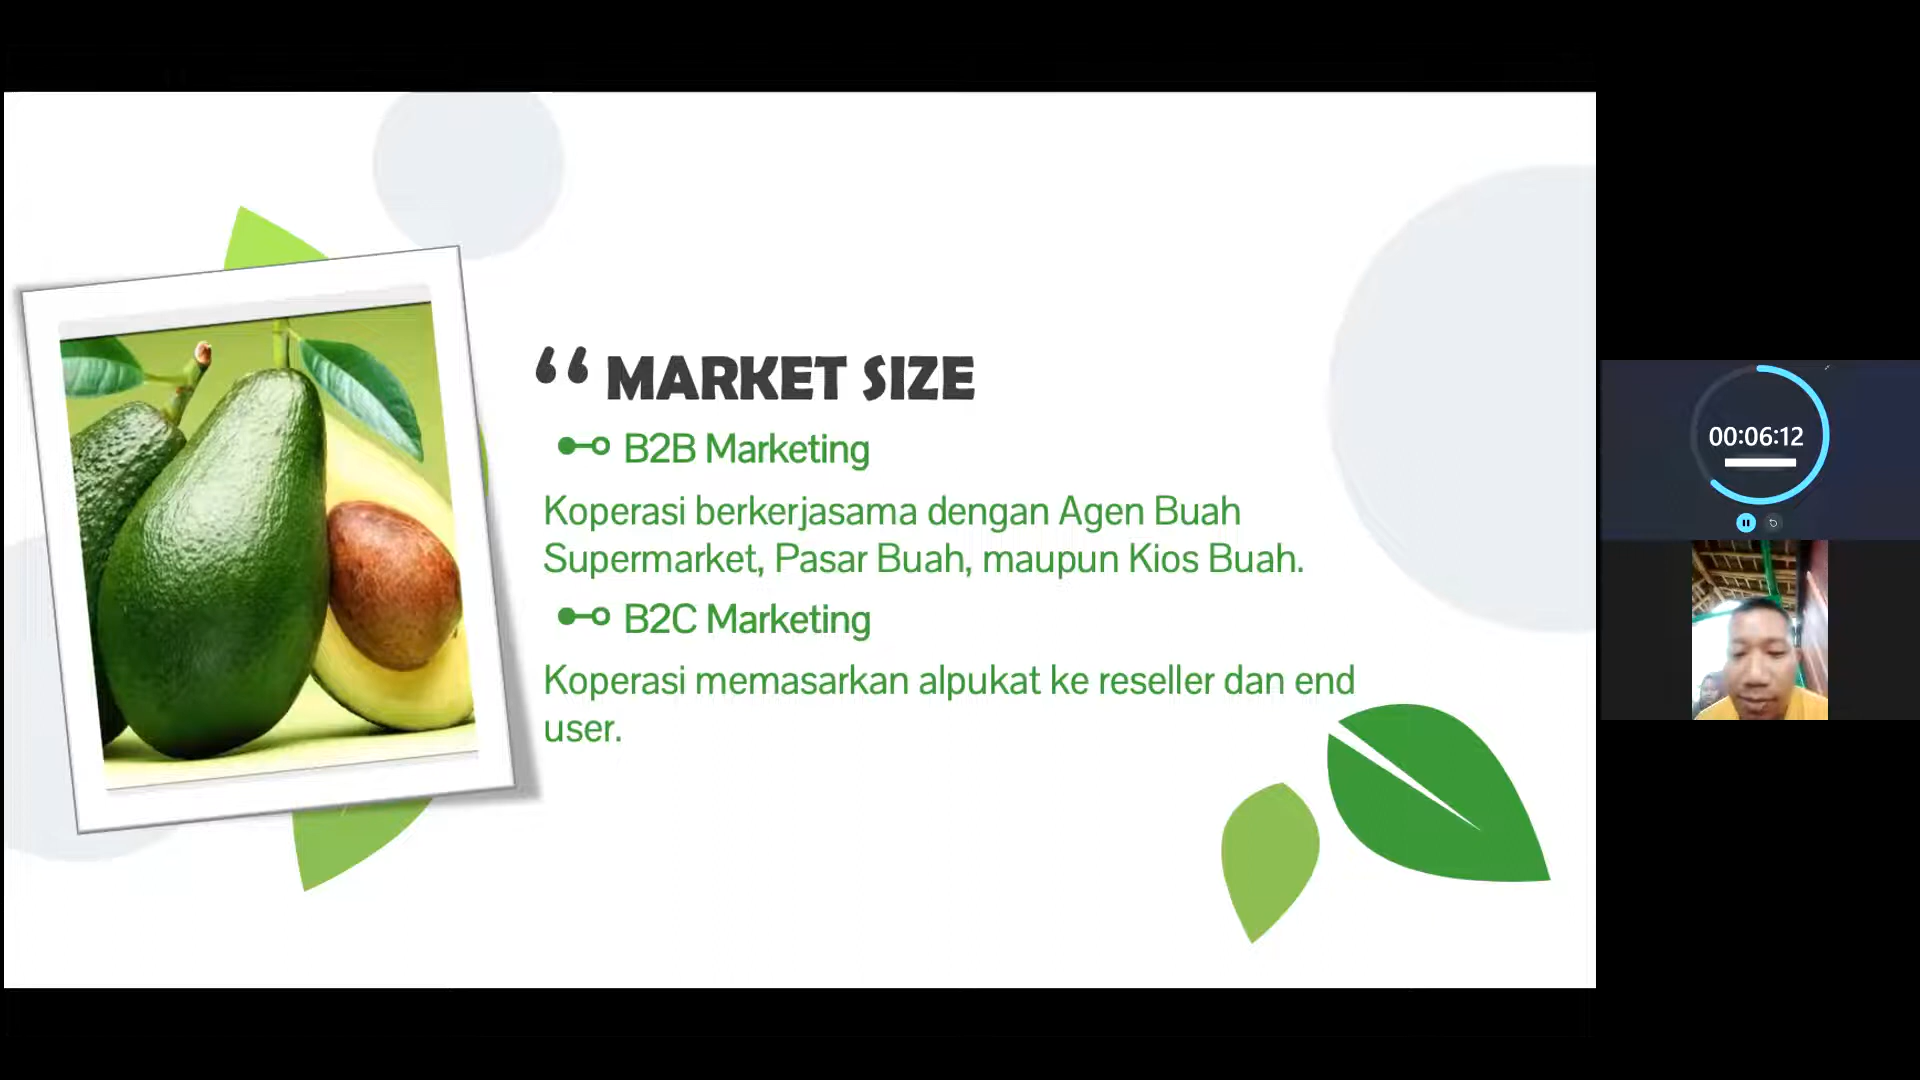 “ MARKET SIZE
B2B Marketing
Koperasi berkerjasama dengan Agen Buah
Supermarket, Pasar Buah, maupun Kios Buah.
B2C Marketing
Koperasi memasarkan alpukat ke reseller dan end
user.
00:06:12